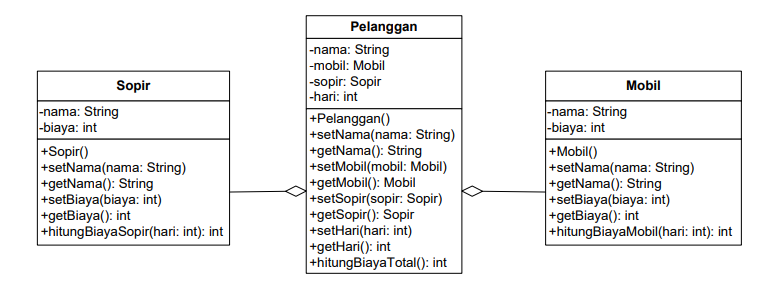 Sopir
-nama: String
-biaya: int
+Sopir()
+setNama(nama: String)
+getNama(): String
+setBiaya(biaya: int)
+getBiaya(): int
+hitungBiayaSopir(hari: int): int
Pelanggan
-nama: String
-mobil: Mobil
-sopir: Sopir
-hari: int
+Pelanggan()
+setNama(nama: String)
+getNama(): String
+setMobil(mobil: Mobil)
+getMobil(): Mobil
+setSopir(sopir: Sopir)
+getSopir(): Sopir
+setHari(hari: int)
+getHari(): int
+hitungBiayaTotal(): int
Mobil
-nama: String
-biaya: int
+Mobil()
+setNama(nama: String)
+getNama(): String
+setBiaya(biaya: int)
+getBiaya(): int
+hitungBiayaMobil(hari: int): int